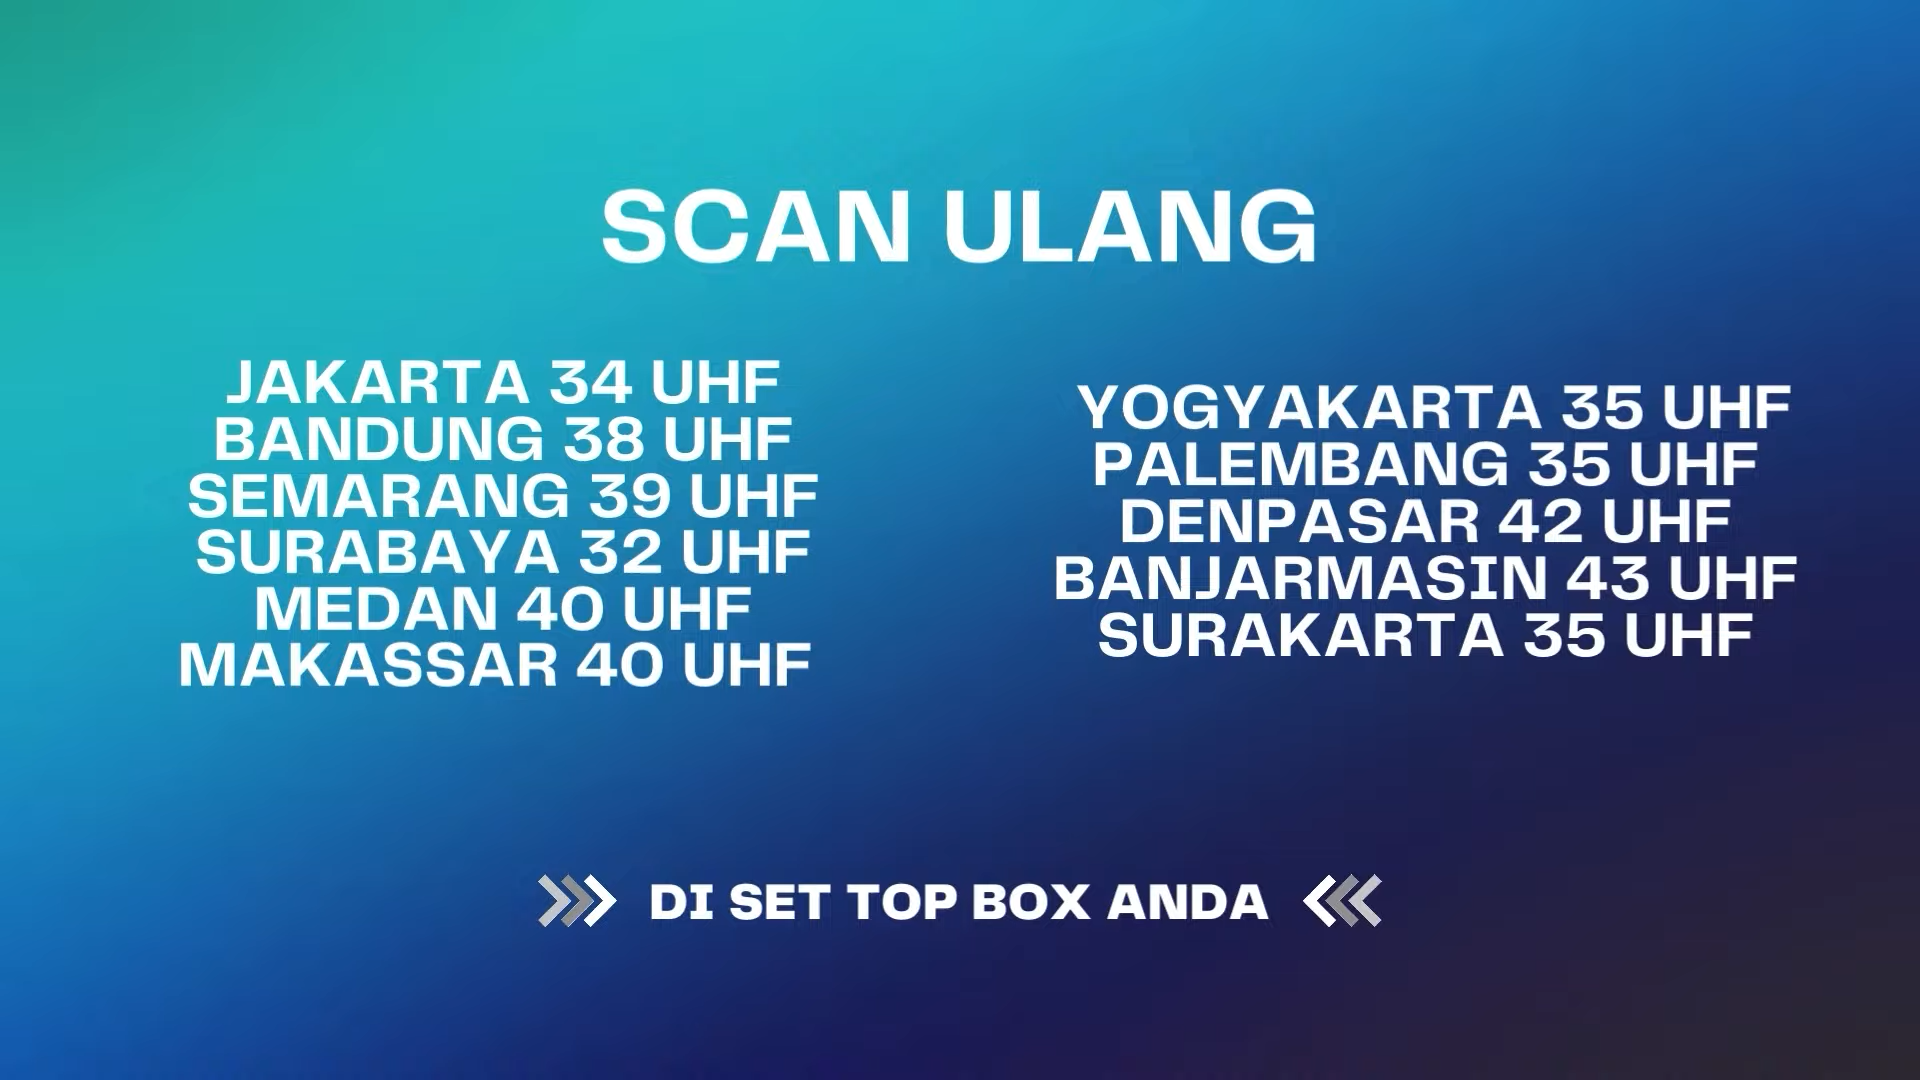 SCAN ULANG
JAKARTA 34 UHF
BANDUNG 38 UHF
SEMARANG 39 UHF
SURABAYA 32 UHF
MEDAN 40 UHF
MAKASSAR 40 UHF
YOGYAKARTA 35 UHF
PALEMBANG 35 UHF
DENPASAR 42 UHF
BANJARMASIN 43 UHF
SURAKARTA 35 UHF
DI SET TOP BOX ANDA